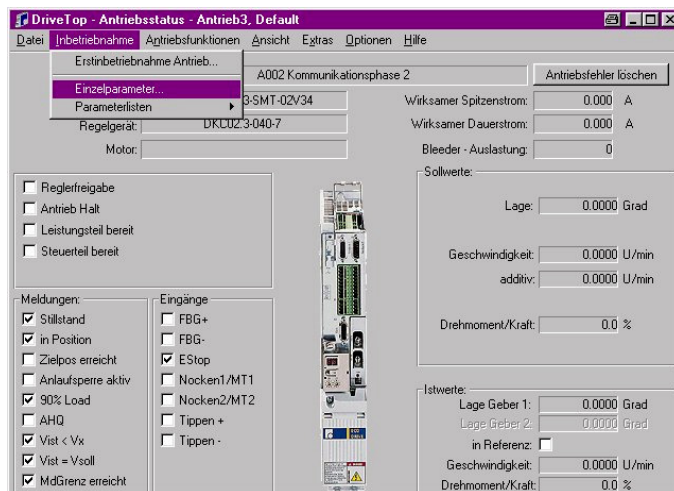 DriveTop - Antriebsstatus - Antrieb3, Default
Datei Inbetriebnahme Antriebsfunktionen Ansicht Extras Optionen Hilfe
Erstinbetriebnahme Antrieb...
Einzelparameter...
Parameterlisten
A002 Kommunikationsphase 2
Antriebsfehler löschen
3-SMT-02V34
Regelgerät: DKC02.3-040-7
Motor:
Wirksamer Spitzenstrom: 0.000 A
Wirksamer Dauerstrom: 0.000 A
Bleeder - Auslastung: 0
Reglerfreigabe
Antrieb Halt
Leistungsteil bereit
Steuerteil bereit
Meldungen:
Stillstand
in Position
Zielpos erreicht
Anlaufsperre aktiv
90% Load
AHQ
Vist < Vx
Vist = Vsoll
MdGrenz erreicht
Eingänge
FBG+
FBG-
EStop
Nocken1/MT1
Nocken2/MT2
Tippen +
Tippen -
Sollwerte:
Lage: 0.0000 Grad
Geschwindigkeit: 0.0000 U/min
additiv: 0.0000 U/min
Drehmoment/Kraft: 0.0 %
Istwerte:
Lage Geber 1: 0.0000 Grad
Lage Geber 2: 0.0000 Grad
in Referenz:
Geschwindigkeit: 0.0000 U/min
Drehmoment/Kraft: 0.0 %